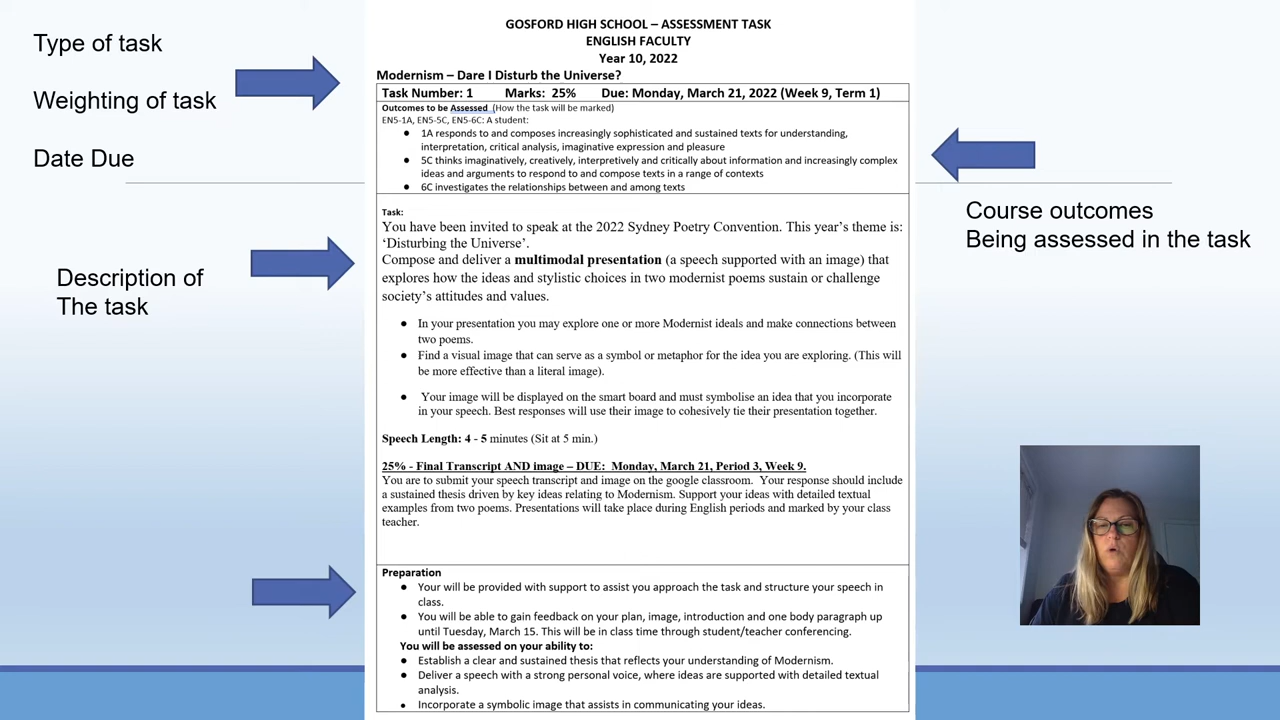 Type of task
Weighting of task
Date Due
Description of
The task
GOSFORD HIGH SCHOOL – ASSESSMENT TASK
ENGLISH FACULTY
Year 10, 2022
Modernism – Dare I Disturb the Universe?
Task Number: 1 Marks: 25% Due: Monday, March 21, 2022 (Week 9, Term 1)
Outcomes to be Assessed (How the task will be marked)
EN5-1A, EN5-5C, EN5-6C: A student:
● 1A responds to and composes increasingly sophisticated and sustained texts for understanding,
interpretation, critical analysis, imaginative expression and pleasure
● 5C thinks imaginatively, creatively, interpretively and critically about information and increasingly complex
ideas and arguments to respond to and compose texts in a range of contexts
● 6C investigates the relationships between and among texts
Task:
You have been invited to speak at the 2022 Sydney Poetry Convention. This year's theme is:
'Disturbing the Universe'.
Compose and deliver a multimodal presentation (a speech supported with an image) that
explores how the ideas and stylistic choices in two modernist poems sustain or challenge
society's attitudes and values.
● In your presentation you may explore one or more Modernist ideals and make connections between
two poems.
● Find a visual image that can serve as a symbol or metaphor for the idea you are exploring. (This will
be more effective than a literal image).
● Your image will be displayed on the smart board and must symbolise an idea that you incorporate
in your speech. Best responses will use their image to cohesively tie their presentation together.
Speech Length: 4 - 5 minutes (Sit at 5 min.)
25% - Final Transcript AND image – DUE: Monday, March 21, Period 3, Week 9.
You are to submit your speech transcript and image on the google classroom. Your response should include
a sustained thesis driven by key ideas relating to Modernism. Support your ideas with detailed textual
examples from two poems. Presentations will take place during English periods and marked by your class
teacher.
Preparation
● Your will be provided with support to assist you approach the task and structure your speech in
class.
● You will be able to gain feedback on your plan, image, introduction and one body paragraph up
until Tuesday, March 15. This will be in class time through student/teacher conferencing.
You will be assessed on your ability to:
● Establish a clear and sustained thesis that reflects your understanding of Modernism.
● Deliver a speech with a strong personal voice, where ideas are supported with detailed textual
analysis.
● Incorporate a symbolic image that assists in communicating your ideas.
Course outcomes
Being assessed in the task